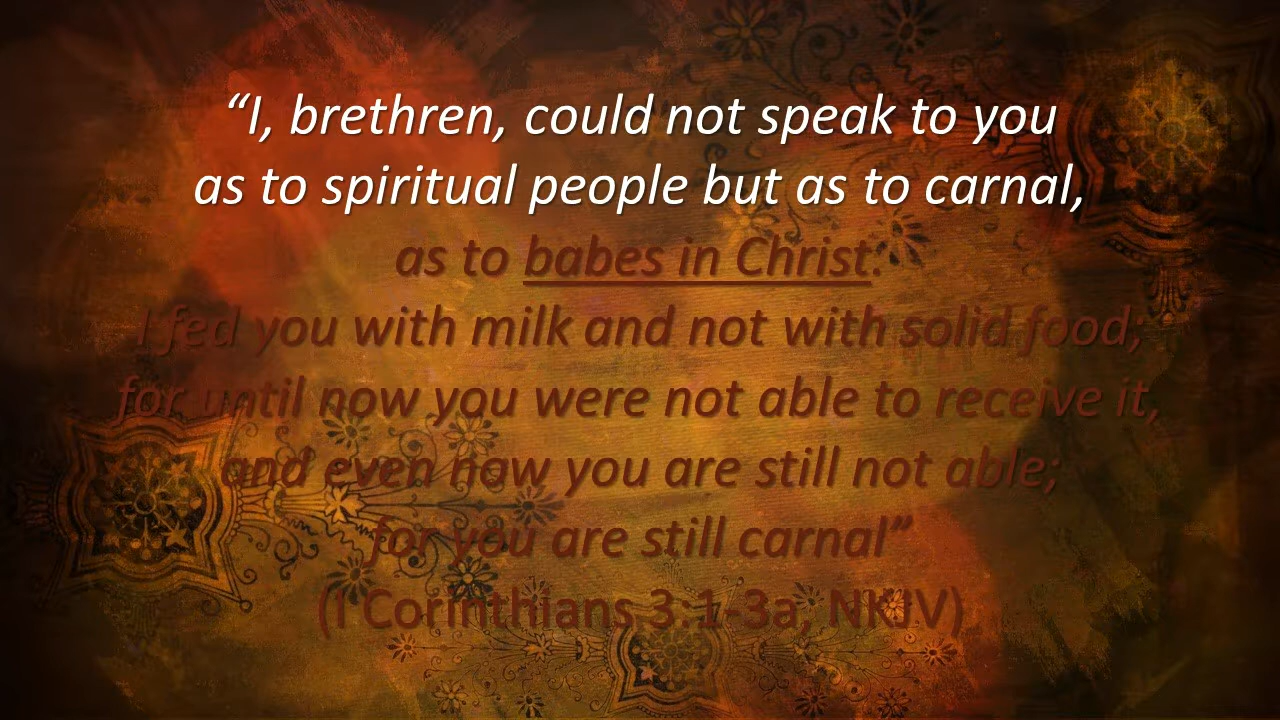 “I, brethren, could not speak to you
as to spiritual people but as to carnal,
as to babes in Christ.
I fed you with milk and not with solid food;
for until now you were not able to receive it,
and even now you are still not able;
for you are still carnal”
(I Corinthians 3:1-3a, NKJV)